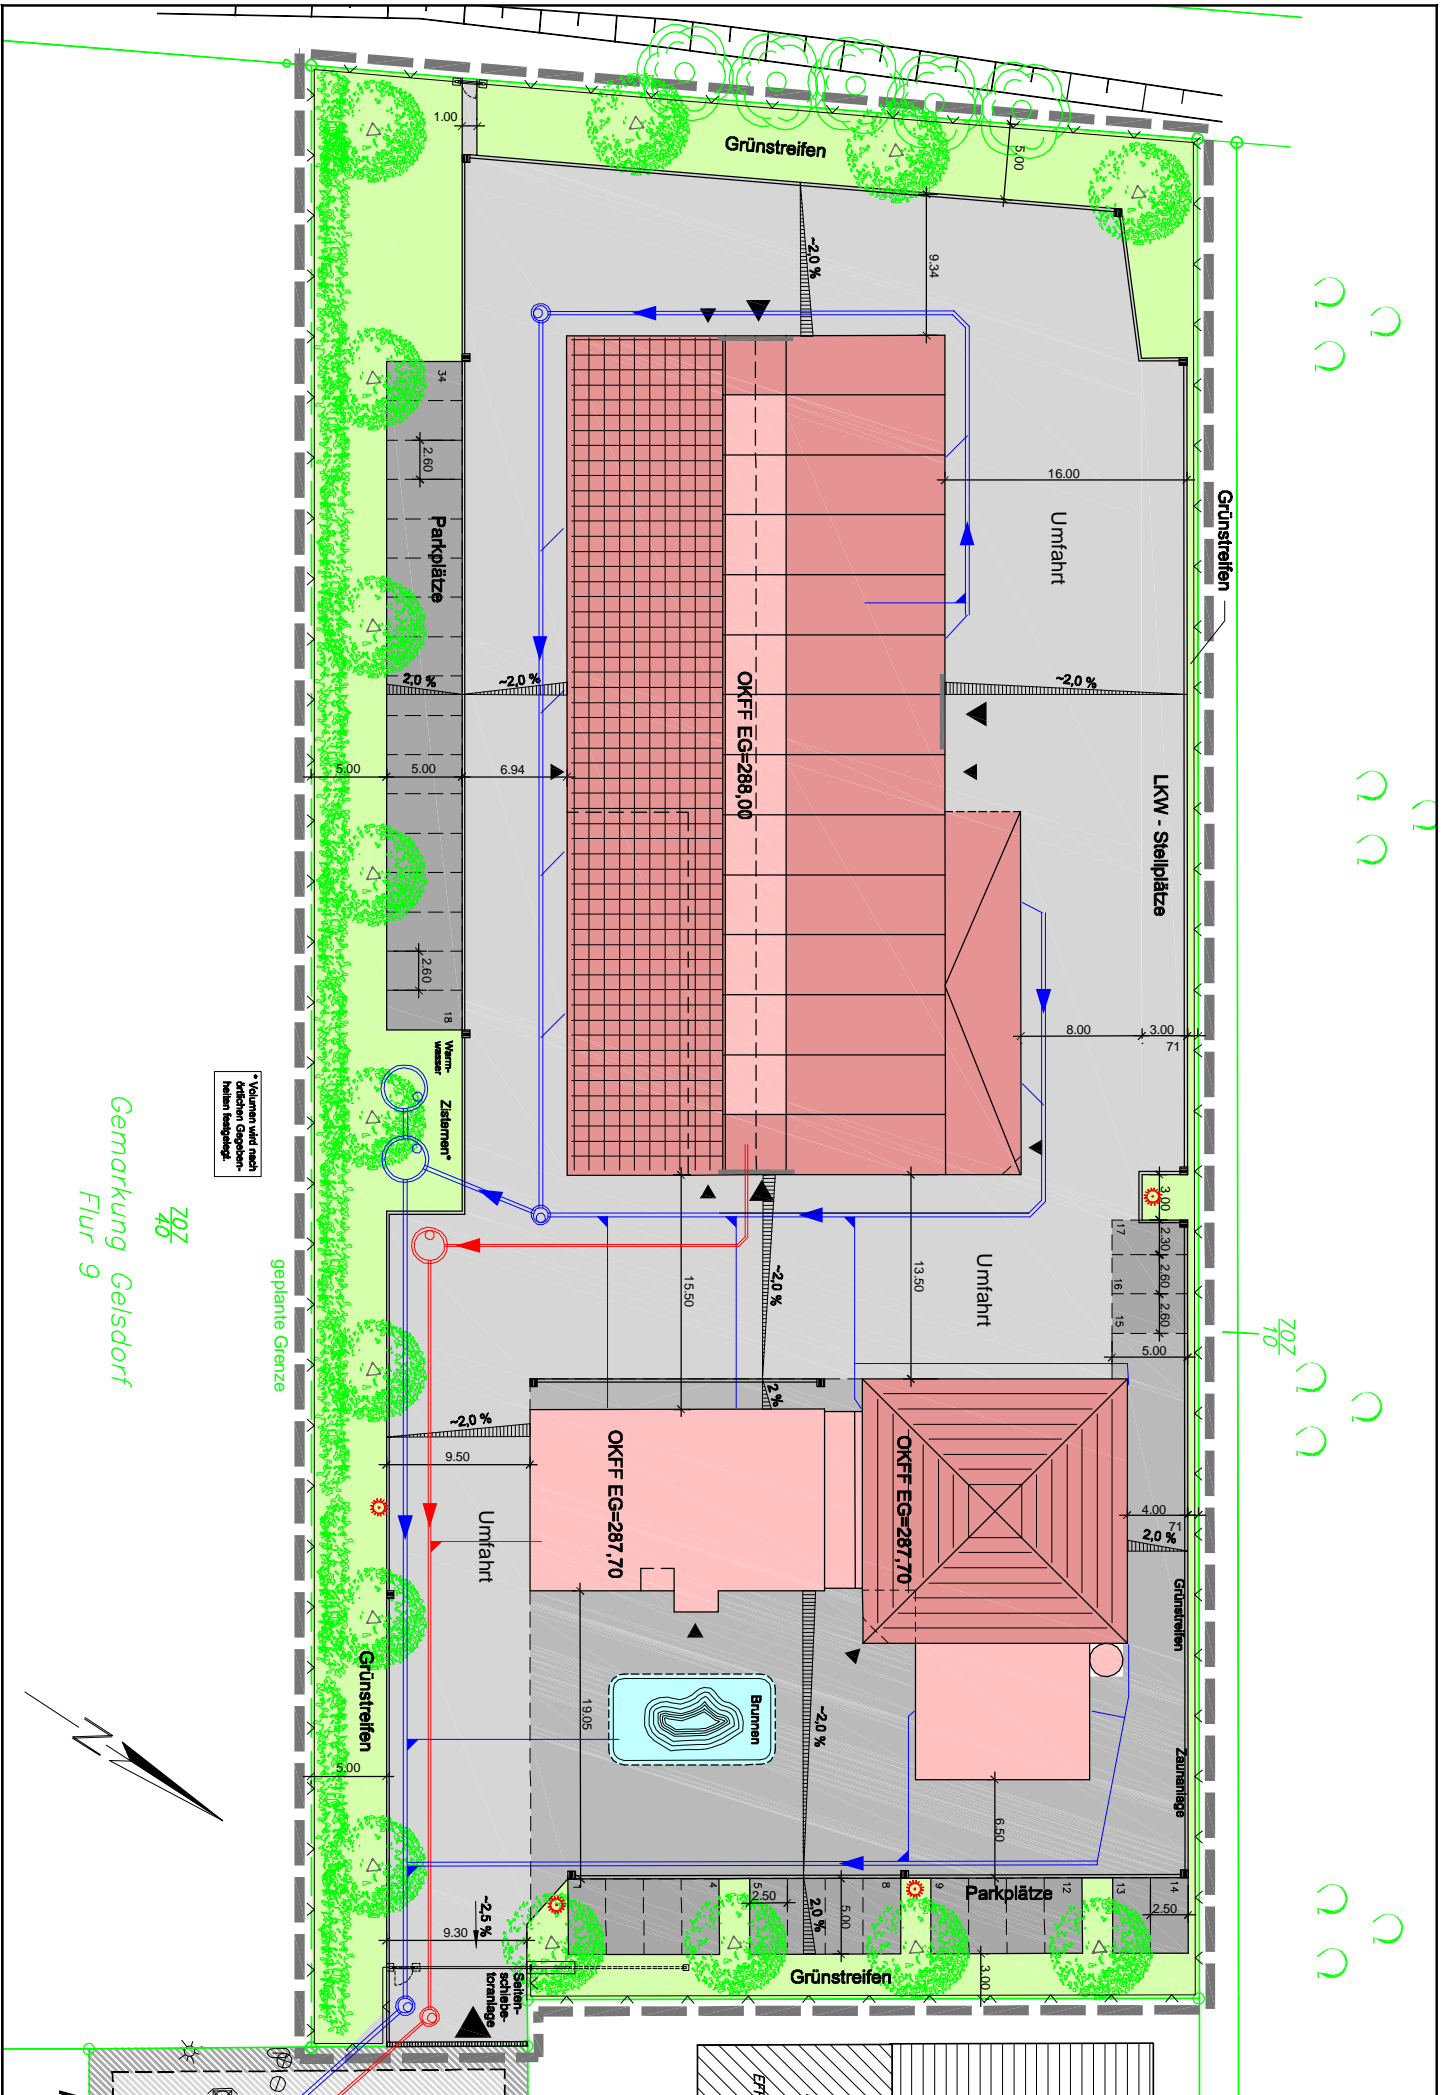 1.00
Grünstreifen
5.00
~2,0 %
9.34
34
2.60
Parkplätze
16.00
Umfahrt
Grünstreifen
2,0 %
~2,0 %
OKFF EG=288,00
~2,0 %
5.00
5.00
6.94
LKW - Stellplätze
2.60
18
8.00
3.00
71
Warm-
wasser
Zisternen*
* Volumen wird nach
örtlichen Gegeben-
heiten festgelegt.
Gemarkung Gelsdorf
Flur 9
707
40
geplante Grenze
3.00
2.30
2.60
2.60
17
16
15
5.00
707
10
15.50
~2,0 %
13.50
Umfahrt
2 %
~2,0 %
9.50
Umfahrt
OKFF EG=287,70
OKFF EG=287,70
4.00
71
2,0 %
Grünstreifen
Zaunanlage
Grünstreifen
5.00
19.05
Brunnen
~2,0 %
6.50
N
1
4
5
8
9
12
13
14
2.50
2,0 %
5.00
Parkplätze
2.50
~2,5 %
9.30
Grünstreifen
3.00
Seiten-
schiebe-
toranlage